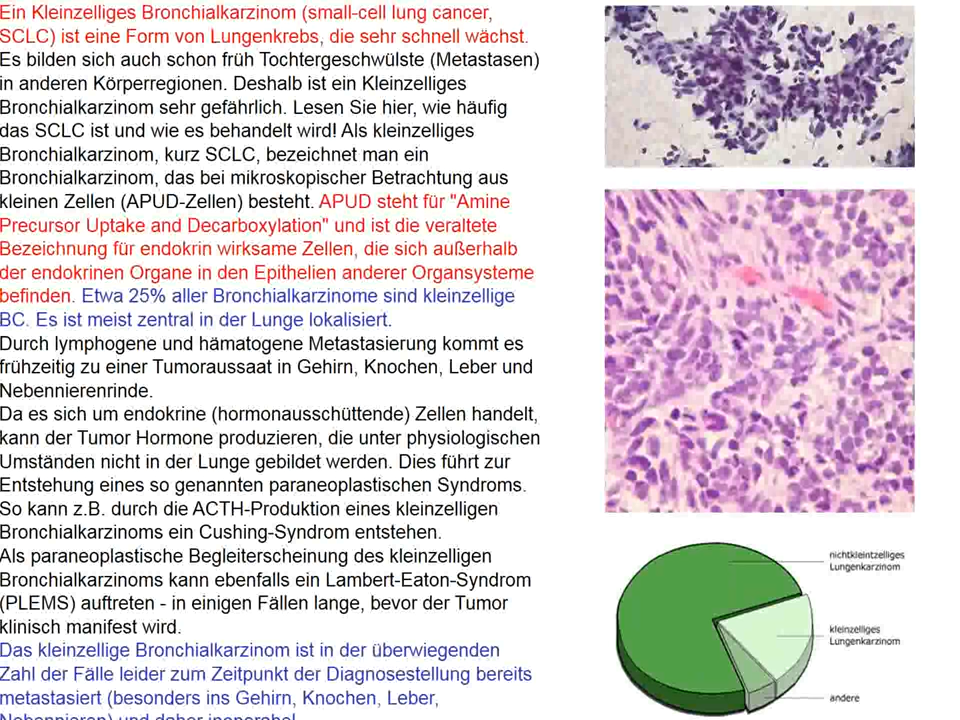 Ein Kleinzelliges Bronchialkarzinom (small-cell lung cancer,
SCLC) ist eine Form von Lungenkrebs, die sehr schnell wächst.
Es bilden sich auch schon früh Tochtergeschwülste (Metastasen)
in anderen Körperregionen. Deshalb ist ein Kleinzelliges
Bronchialkarzinom sehr gefährlich. Lesen Sie hier, wie häufig
das SCLC ist und wie es behandelt wird! Als kleinzelliges
Bronchialkarzinom, kurz SCLC, bezeichnet man ein
Bronchialkarzinom, das bei mikroskopischer Betrachtung aus
kleinen Zellen (APUD-Zellen) besteht. APUD steht für "Amine
Precursor Uptake and Decarboxylation" und ist die veraltete
Bezeichnung für endokrin wirksame Zellen, die sich außerhalb
der endokrinen Organe in den Epithelien anderer Organsysteme
befinden. Etwa 25% aller Bronchialkarzinome sind kleinzellige
BC. Es ist meist zentral in der Lunge lokalisiert.
Durch lymphogene und hämatogene Metastasierung kommt es
frühzeitig zu einer Tumoraussaat in Gehirn, Knochen, Leber und
Nebennierenrinde.
Da es sich um endokrine (hormonausschüttende) Zellen handelt,
kann der Tumor Hormone produzieren, die unter physiologischen
Umständen nicht in der Lunge gebildet werden. Dies führt zur
Entstehung eines so genannten paraneoplastischen Syndroms.
So kann z.B. durch die ACTH-Produktion eines kleinzelligen
Bronchialkarzinoms ein Cushing-Syndrom entstehen.
Als paraneoplastische Begleiterscheinung des kleinzelligen
Bronchialkarzinoms kann ebenfalls ein Lambert-Eaton-Syndrom
(PLEMS) auftreten - in einigen Fällen lange, bevor der Tumor
klinisch manifest wird.
Das kleinzellige Bronchialkarzinom ist in der überwiegenden
Zahl der Fälle leider zum Zeitpunkt der Diagnosestellung bereits
metastasiert (besonders ins Gehirn, Knochen, Leber,
Nebennieren) und daher inoperabel
nichtkleintzelliges
Lungenkarzinom
kleinzelliges
Lungenkarzinom
andere